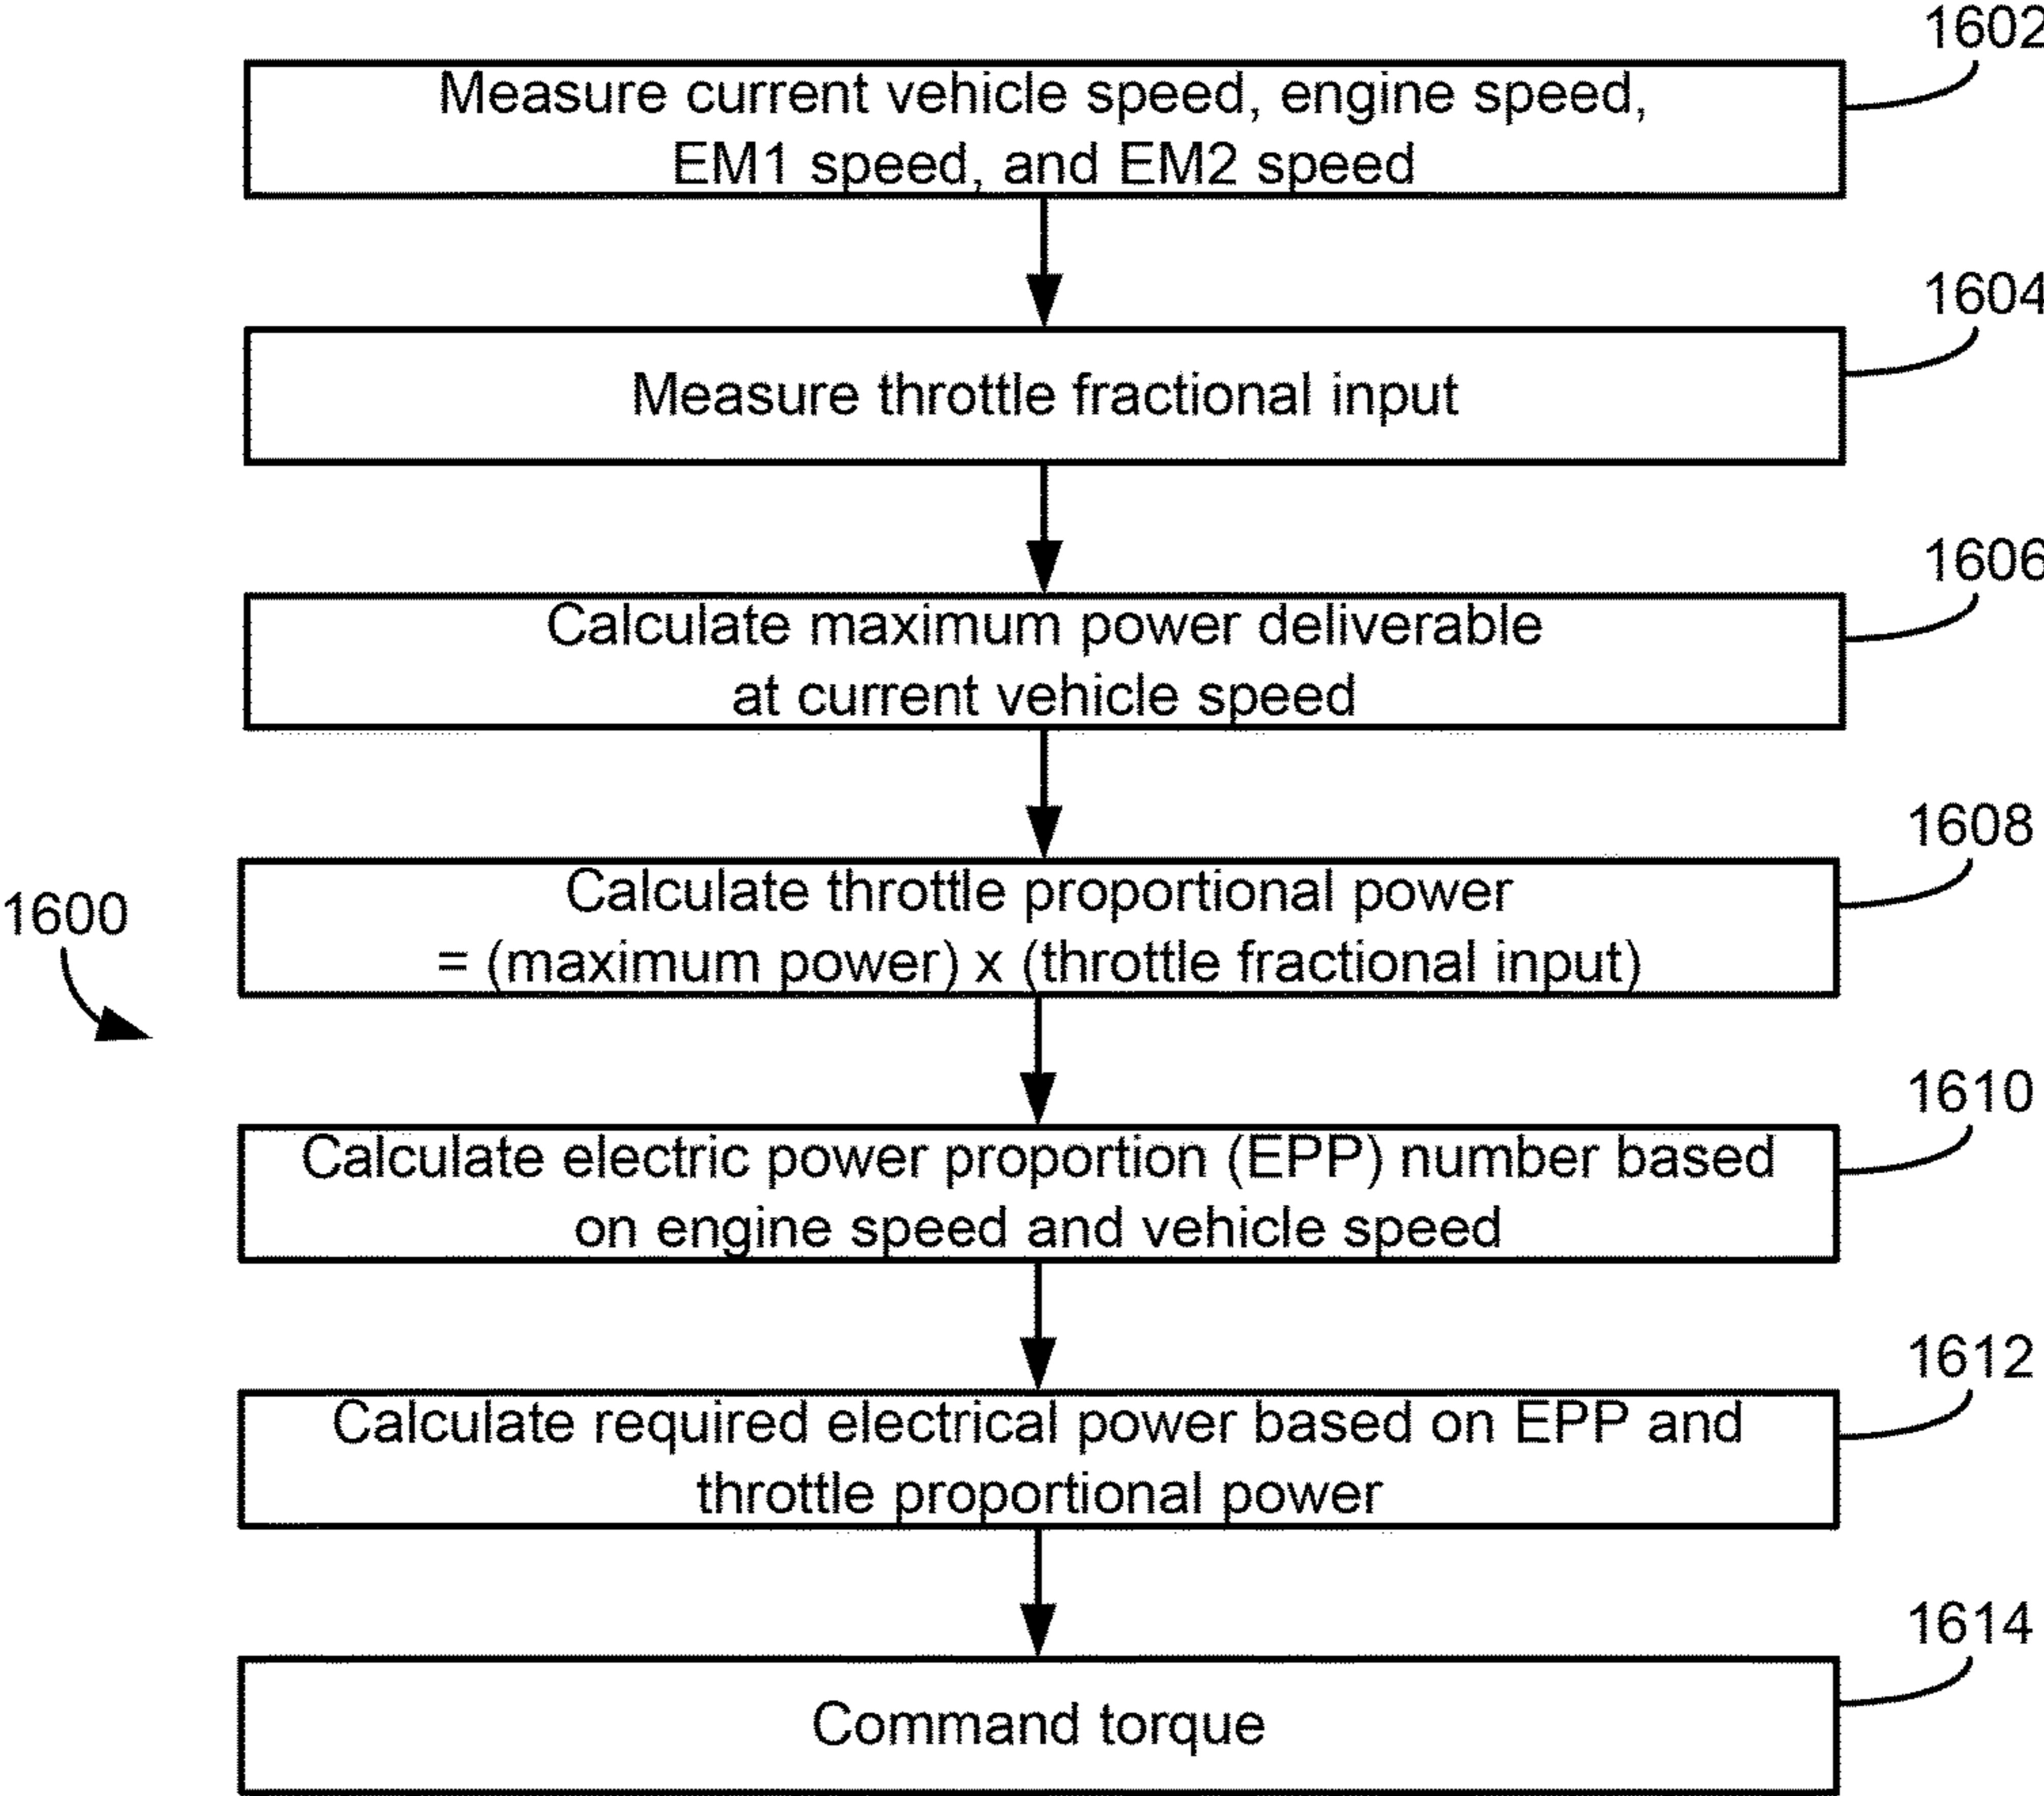 1602
Measure current vehicle speed, engine speed,
EM1 speed, and EM2 speed
1604
Measure throttle fractional input
1606
Calculate maximum power deliverable
at current vehicle speed
1608
Calculate throttle proportional power
= (maximum power) x (throttle fractional input)
1600
1610
Calculate electric power proportion (EPP) number based
on engine speed and vehicle speed
1612
Calculate required electrical power based on EPP and
throttle proportional power
1614
Command torque